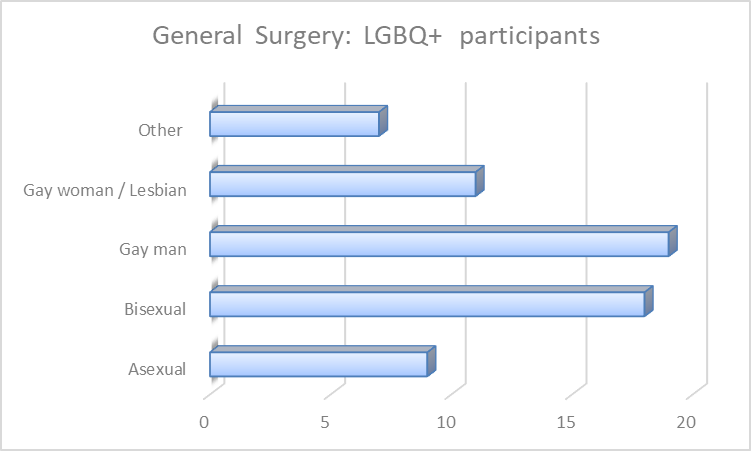 General Surgery: LGBQ+ participants
Other
Gay woman / Lesbian
Gay man
Bisexual
Asexual
0 5 10 15 20